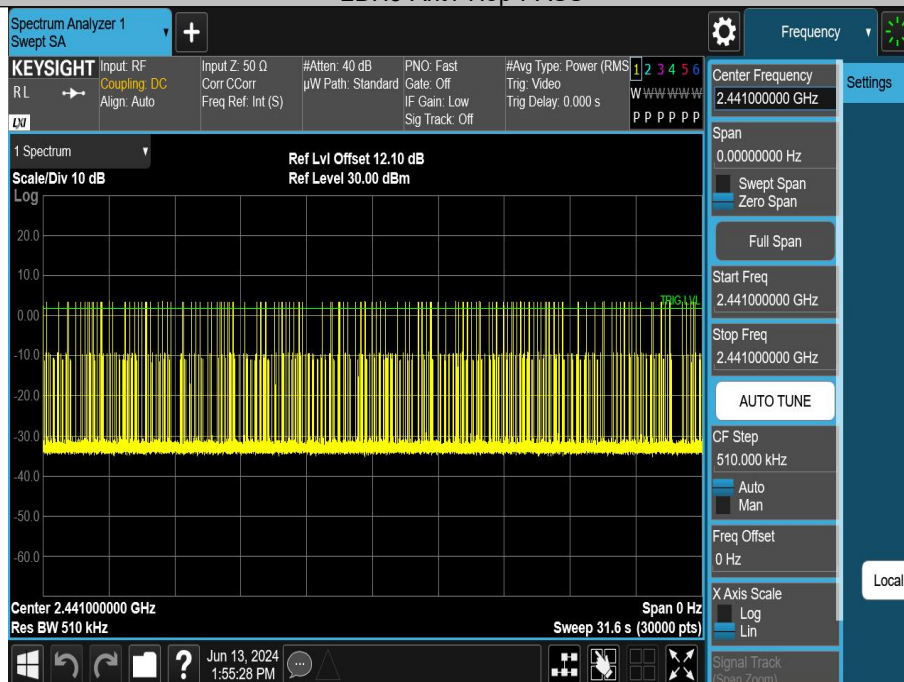 Spectrum Analyzer 1
Swept SA
Frequency
KEYSIGHT
RL
LXI
Input: RF
Coupling: DC
Align: Auto
Input Z: 50 Ω
Corr CCorr
Freq Ref: Int (S)
#Atten: 40 dB
µW Path: Standard
PNO: Fast
Gate: Off
IF Gain: Low
Sig Track: Off
#Avg Type: Power (RMS
Trig: Video
Trig Delay: 0.000 s
1 2 3 4 5 6
W W W W W W
P P P P P P
Center Frequency
2.441000000 GHz
Settings
1 Spectrum
Scale/Div 10 dB
Ref Lvl Offset 12.10 dB
Ref Level 30.00 dBm
Span
0.00000000 Hz
Swept Span
Zero Span
Log
20.0
10.0
0.00
-10.0
-20.0
-30.0
-40.0
-50.0
-60.0
TRIG LVL
Full Span
Start Freq
2.441000000 GHz
Stop Freq
2.441000000 GHz
AUTO TUNE
CF Step
510.000 kHz
Auto
Man
Freq Offset
0 Hz
Local
X Axis Scale
Log
Lin
Signal Track
(Span Zoom)
Center 2.441000000 GHz
Res BW 510 kHz
Span 0 Hz
Sweep 31.6 s (30000 pts)
?
Jun 13, 2024
1:55:28 PM